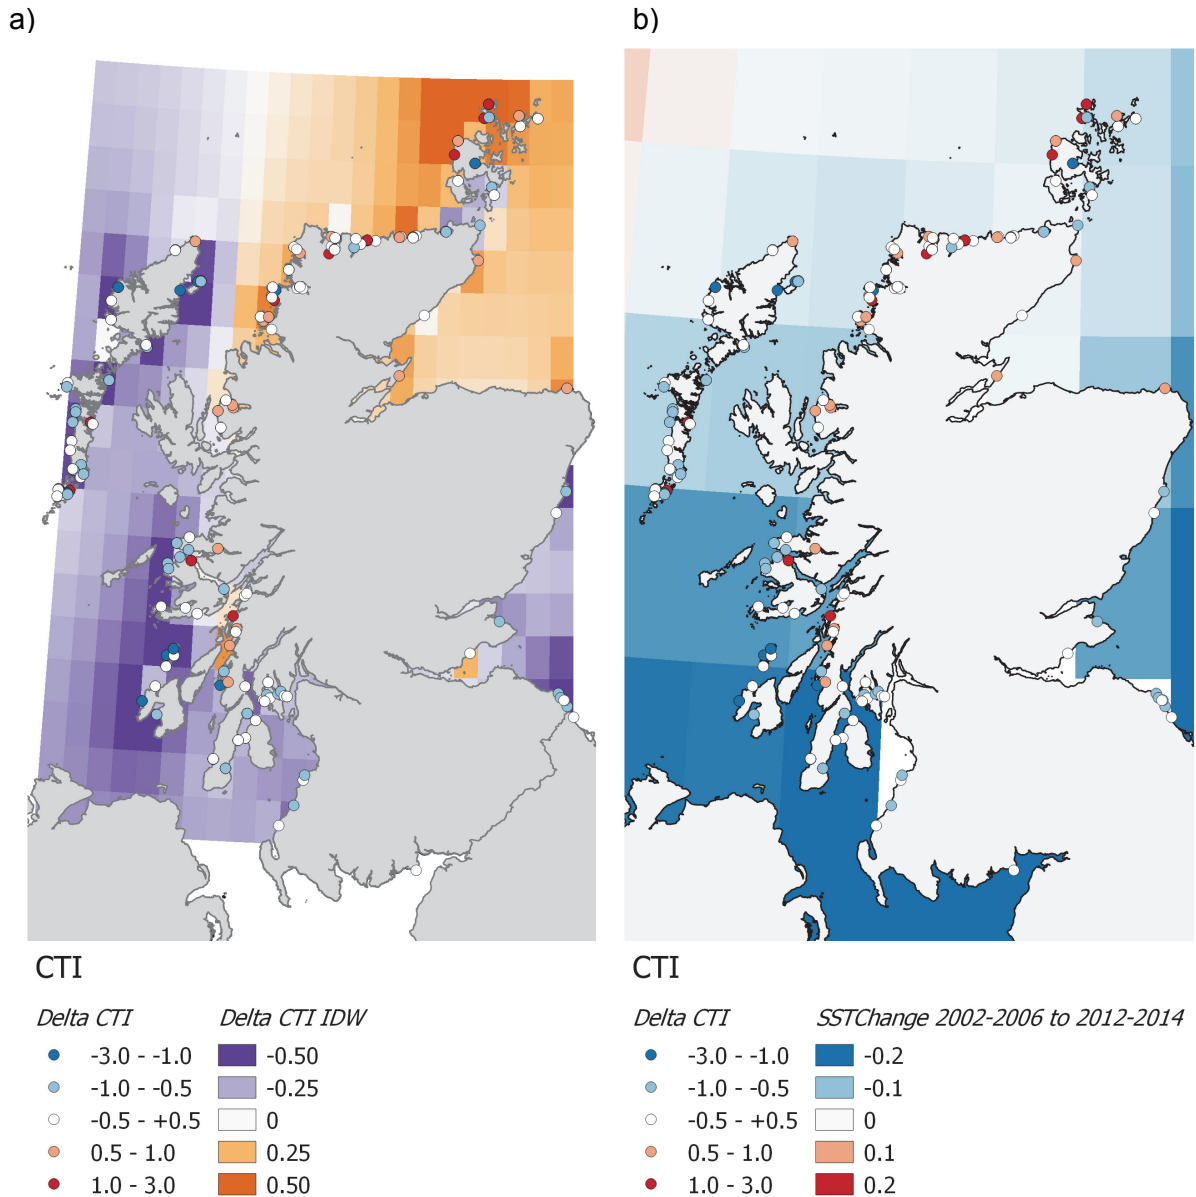 a)
b)
CTI
Delta CTI
Delta CTI IDW
-3.0 - -1.0
-0.50
-1.0 - -0.5
-0.25
-0.5 - +0.5
0
0.5 - 1.0
0.25
1.0 - 3.0
0.50
CTI
Delta CTI
SSTChange 2002-2006 to 2012-2014
-3.0 - -1.0
-0.2
-1.0 - -0.5
-0.1
-0.5 - +0.5
0
0.5 - 1.0
0.1
1.0 - 3.0
0.2